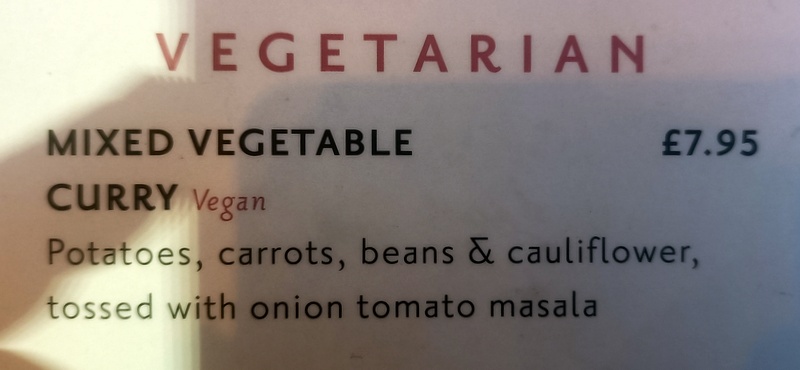 VEGETARIAN
MIXED VEGETABLE £7.95
CURRY Vegan
Potatoes, carrots, beans & cauliflower,
tossed with onion tomato masala